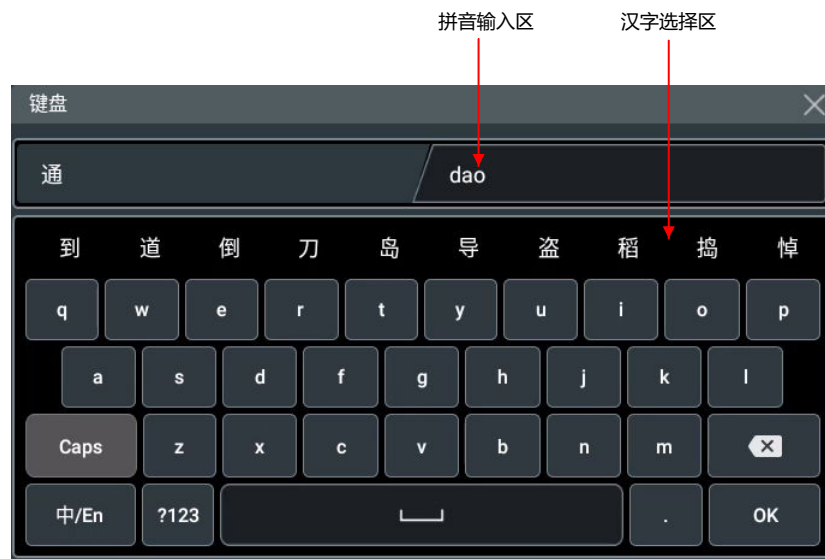 拼音输入区 汉字选择区
键盘
通 dao
到 道 倒 刀 岛 导 盗 稻 捣 悼
q w e r t y u i o p
a s d f g h j k l
Caps z x c v b n m
中/En ?123 . OK